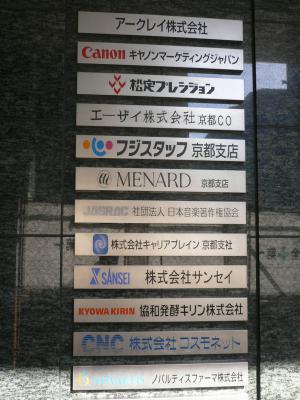 アークレイ株式会社
Canon キヤノンマーケティングジャパン
松定プレシジョン
エーザイ株式会社 京都CO
フジスタッフ 京都支店
MENARD 京都支店
JASRAC 社団法人 日本音楽著作権協会
株式会社キャリアブレイン 京都支社
SANSEI 株式会社サンセイ
KYOWA KIRIN 協和発酵キリン株式会社
CNC 株式会社 コスモネット
ノバルティスファーマ株式会社